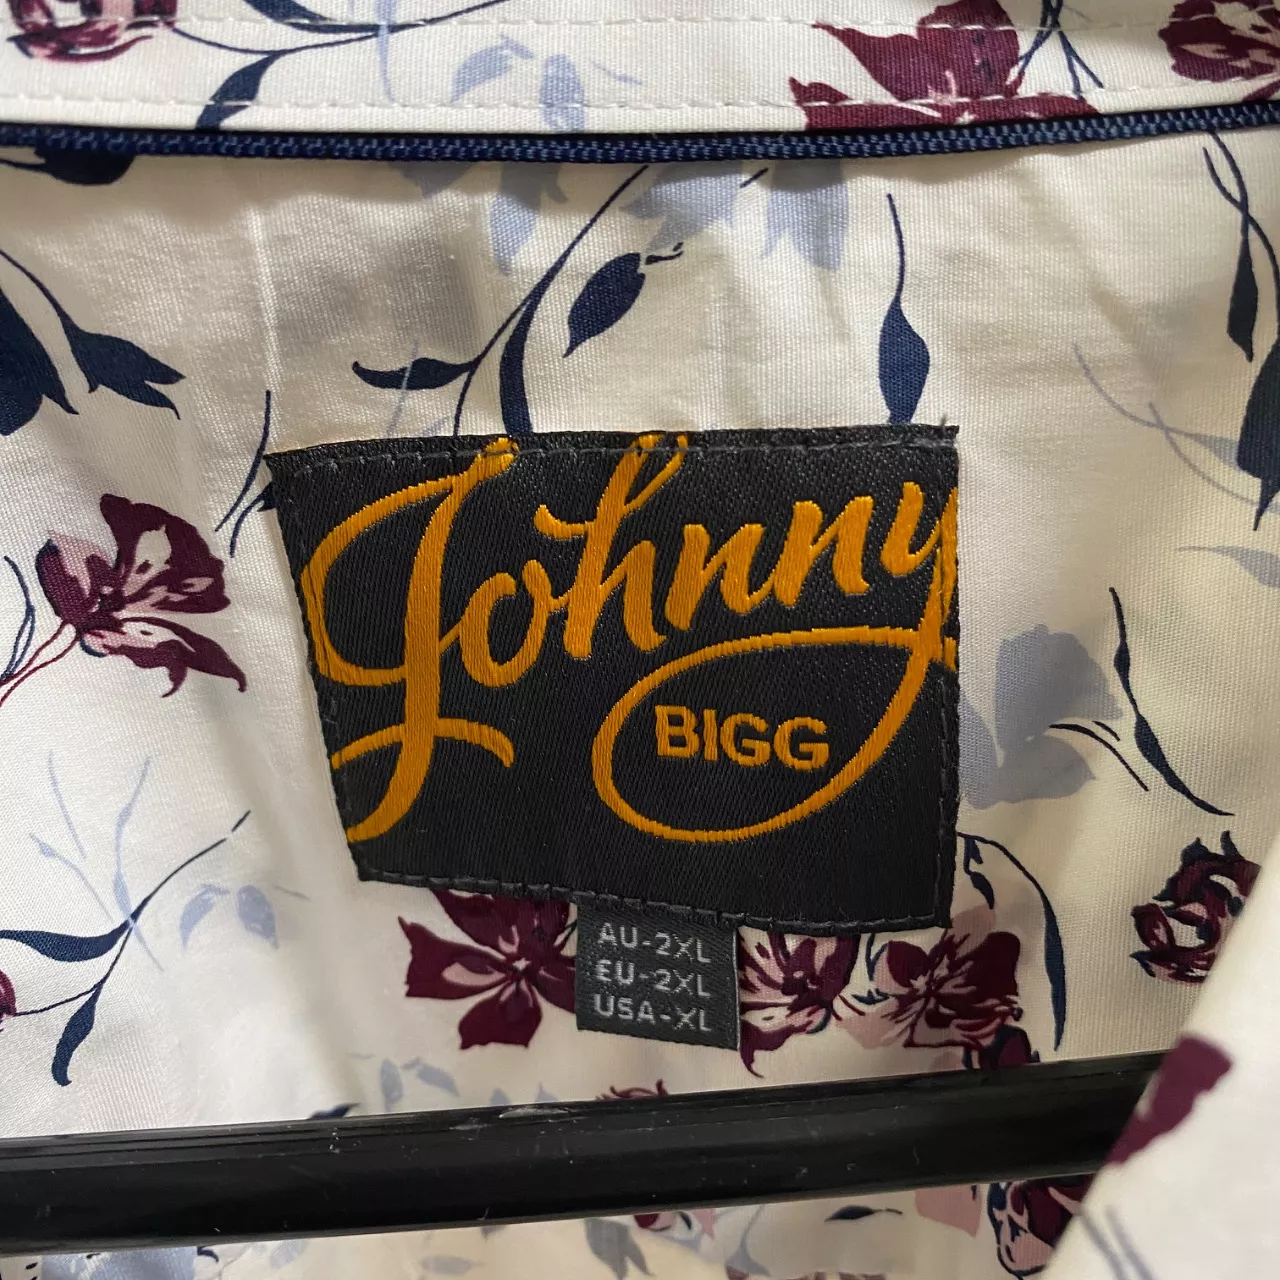 Johnny
BIGG
AU-2XL
EU-2XL
USA-XL